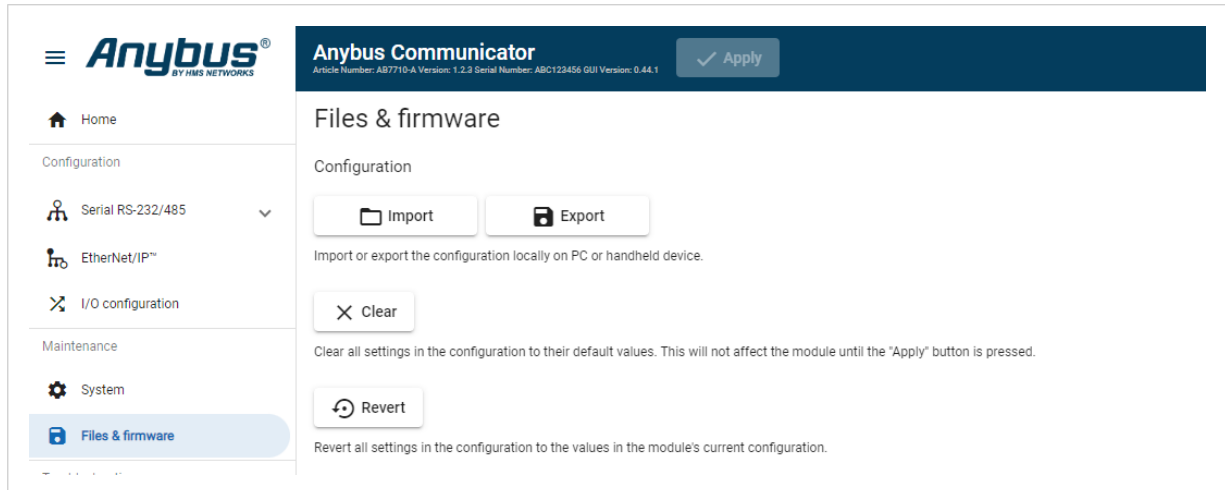 Anybus®
BY HMS NETWORKS
Anybus Communicator
Article Number: AB7710-A Version: 1.2.3 Serial Number: ABC123456 GUI Version: 0.44.1
Apply
Home
Configuration
Serial RS-232/485
EtherNet/IP™
I/O configuration
Maintenance
System
Files & firmware
Files & firmware
Configuration
Import
Export
Import or export the configuration locally on PC or handheld device.
Clear
Clear all settings in the configuration to their default values. This will not affect the module until the "Apply" button is pressed.
Revert
Revert all settings in the configuration to the values in the module's current configuration.